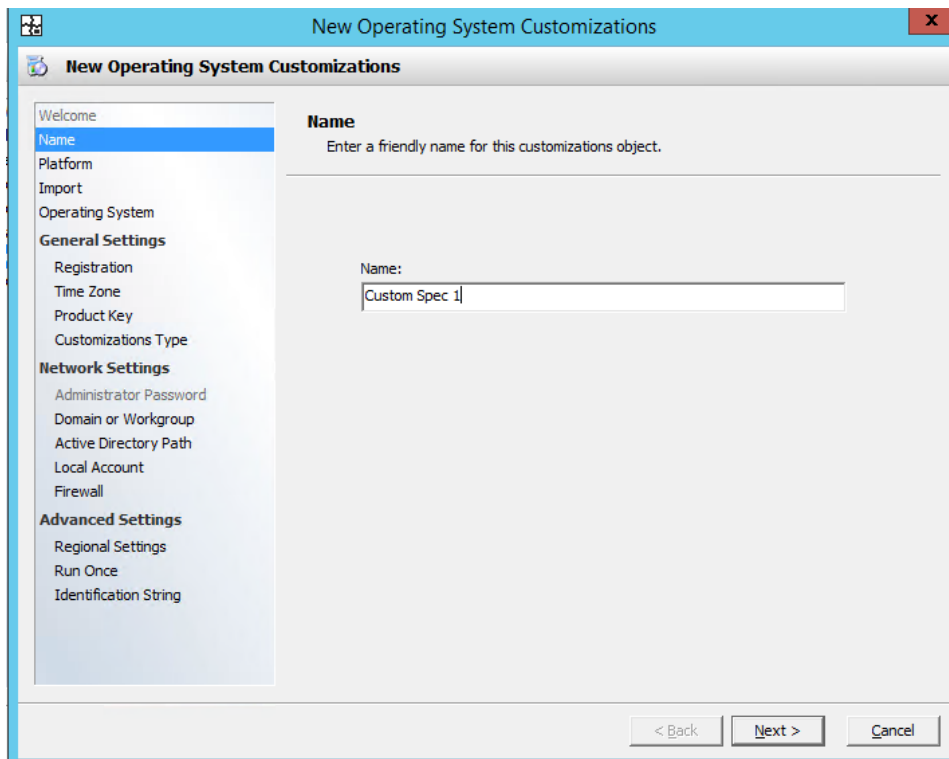 New Operating System Customizations
x
New Operating System Customizations
Welcome
Name
Platform
Import
Operating System
General Settings
Registration
Time Zone
Product Key
Customizations Type
Network Settings
Administrator Password
Domain or Workgroup
Active Directory Path
Local Account
Firewall
Advanced Settings
Regional Settings
Run Once
Identification String
Name
Enter a friendly name for this customizations object.
Name:
Custom Spec 1
< Back
Next >
Cancel